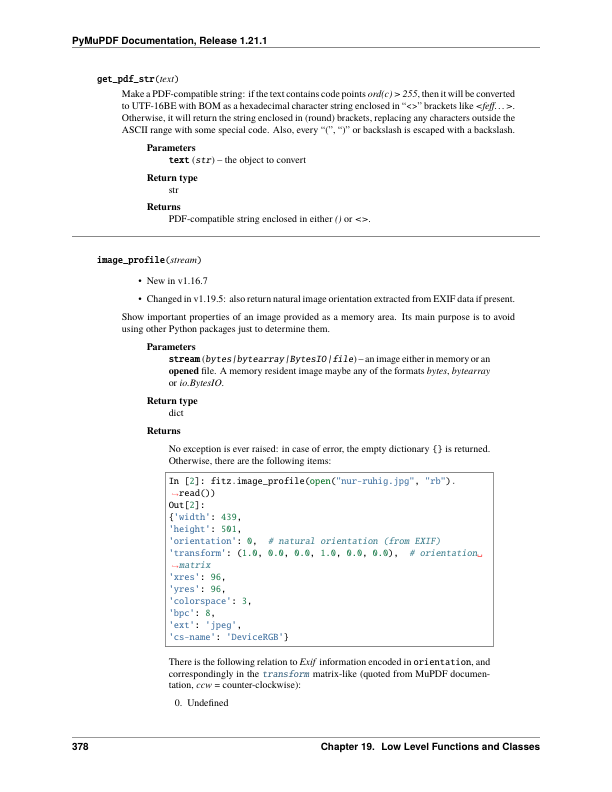 PyMuPDF Documentation, Release 1.21.1
get_pdf_str(text)
Make a PDF-compatible string: if the text contains code points ord(c) > 255, then it will be converted
to UTF-16BE with BOM as a hexadecimal character string enclosed in “<>” brackets like <feff. . . >.
Otherwise, it will return the string enclosed in (round) brackets, replacing any characters outside the
ASCII range with some special code. Also, every “(”, “)” or backslash is escaped with a backslash.
Parameters
text (str) – the object to convert
Return type
str
Returns
PDF-compatible string enclosed in either () or <>.
image_profile(stream)
• New in v1.16.7
• Changed in v1.19.5: also return natural image orientation extracted from EXIF data if present.
Show important properties of an image provided as a memory area. Its main purpose is to avoid
using other Python packages just to determine them.
Parameters
stream (bytes|bytearray|BytesIO|file) – an image either in memory or an
opened file. A memory resident image maybe any of the formats bytes, bytearray
or io.BytesIO.
Return type
dict
Returns
No exception is ever raised: in case of error, the empty dictionary {} is returned.
Otherwise, there are the following items:
In [2]: fitz.image_profile(open("nur-ruhig.jpg", "rb").
→read())
Out[2]:
{'width': 439,
'height': 501,
'orientation': 0, # natural orientation (from EXIF)
'transform': (1.0, 0.0, 0.0, 1.0, 0.0, 0.0), # orientation␣
→matrix
'xres': 96,
'yres': 96,
'colorspace': 3,
'bpc': 8,
'ext': 'jpeg',
'cs-name': 'DeviceRGB'}
There is the following relation to Exif information encoded in orientation, and
correspondingly in the transform matrix-like (quoted from MuPDF documen-
tation, ccw = counter-clockwise):
0. Undefined
378 Chapter 19. Low Level Functions and Classes